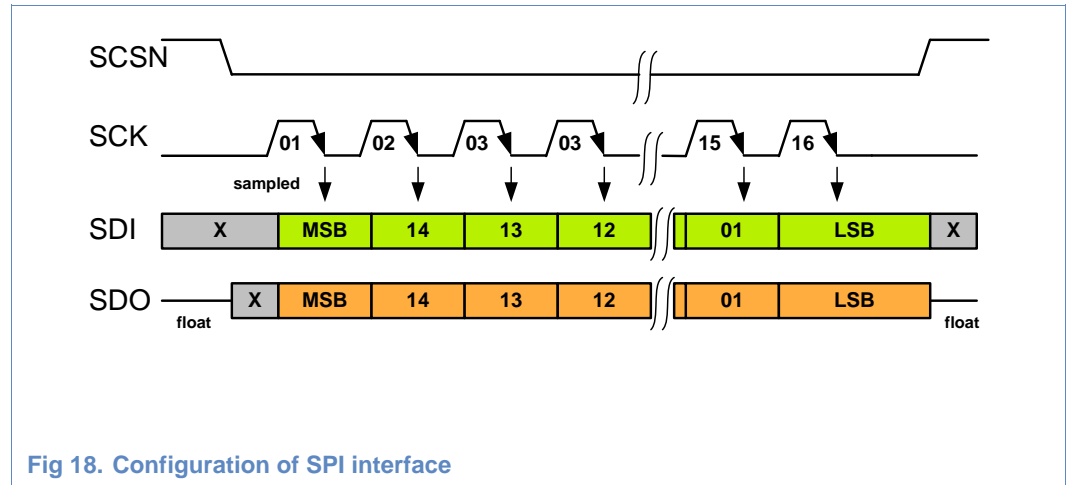 SCSN
SCK 01 02 03 03 15 16
sampled
SDI X MSB 14 13 12 01 LSB X
SDO X MSB 14 13 12 01 LSB
float float
Fig 18. Configuration of SPI interface